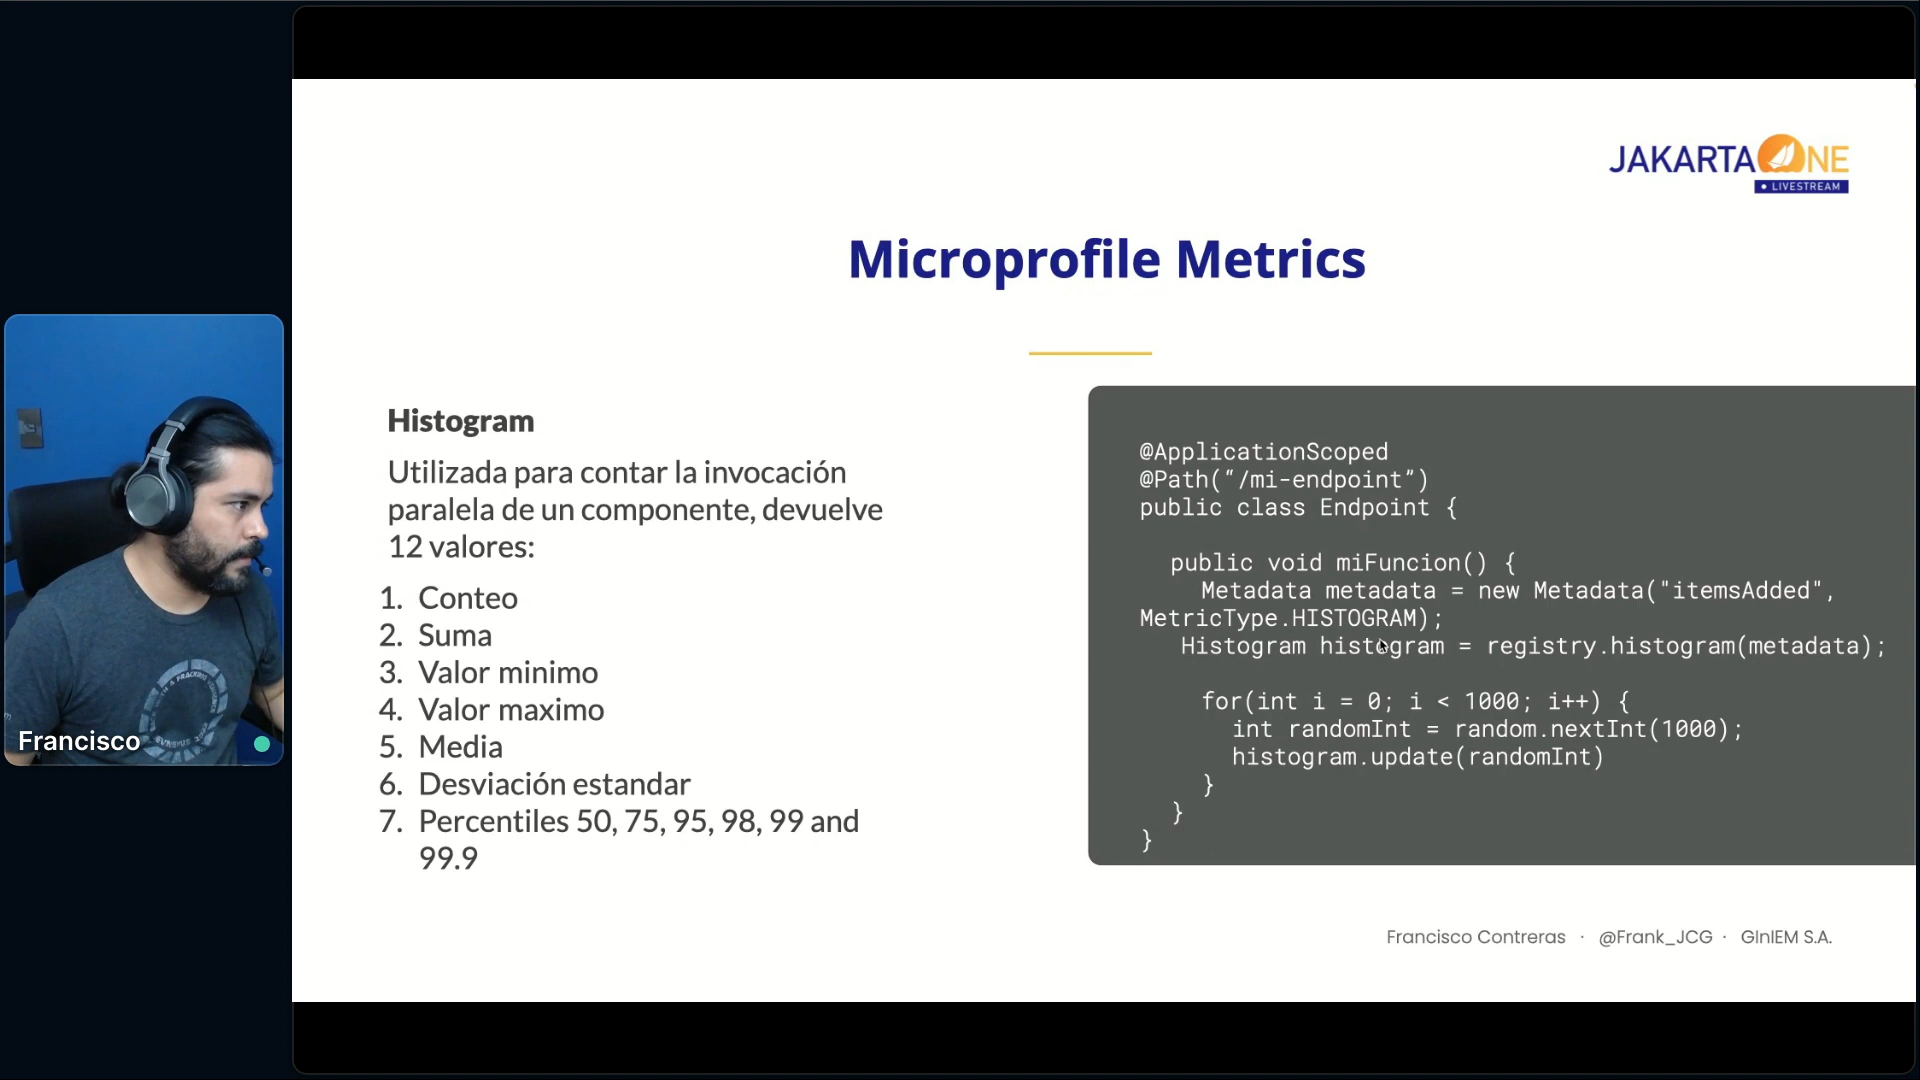 JAKARTAONE
• LIVESTREAM
Microprofile Metrics
Histogram
Utilizada para contar la invocación
paralela de un componente, devuelve
12 valores:
1. Conteo
2. Suma
3. Valor minimo
4. Valor maximo
5. Media
6. Desviación estandar
7. Percentiles 50, 75, 95, 98, 99 and
99.9
@ApplicationScoped
@Path(“/mi-endpoint”)
public class Endpoint {
public void miFuncion() {
Metadata metadata = new Metadata("itemsAdded",
MetricType.HISTOGRAM);
Histogram histogram = registry.histogram(metadata);
for(int i = 0; i < 1000; i++) {
int randomInt = random.nextInt(1000);
histogram.update(randomInt)
}
}
}
Francisco
Francisco Contreras · @Frank_JCG · GInIEM S.A.